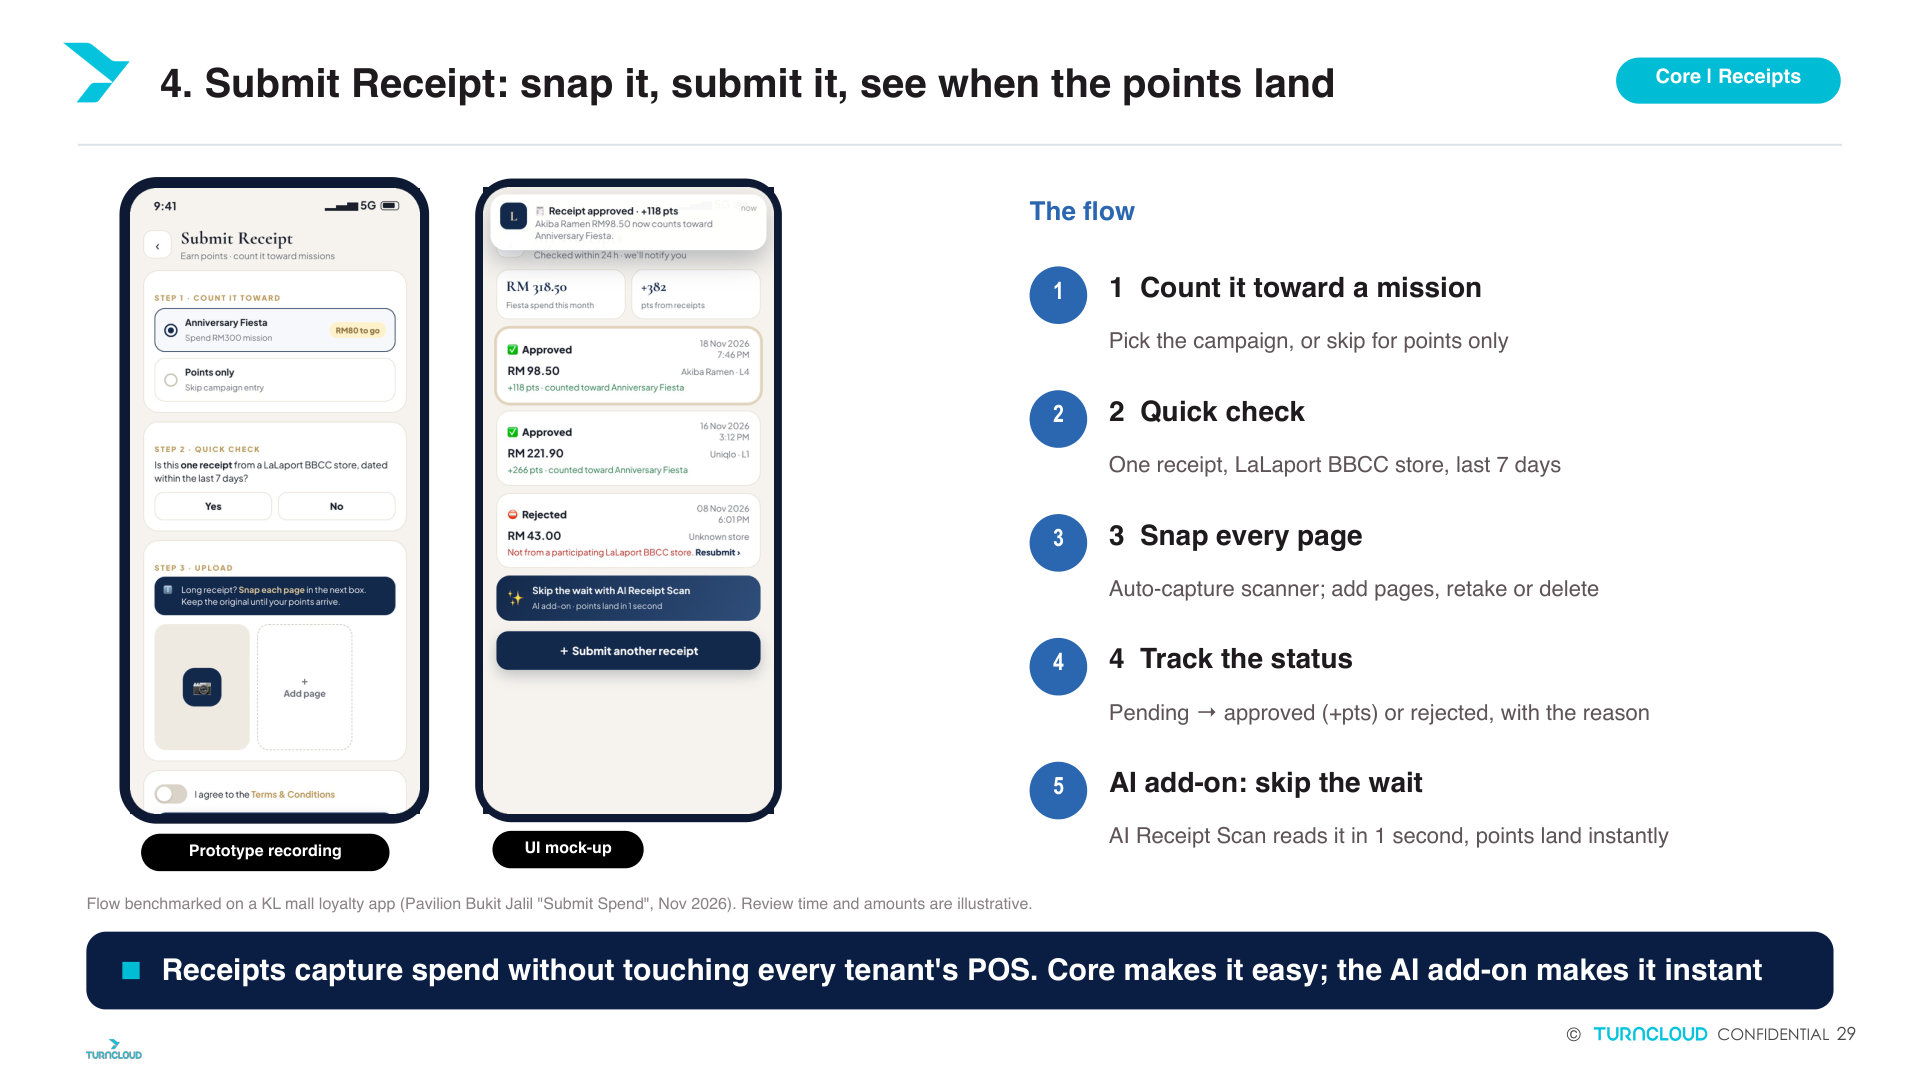 4. Submit Receipt: snap it, submit it, see when the points land
Core | Receipts
9:41
5G
‹
Submit Receipt
Earn points · count it toward missions
STEP 1 · COUNT IT TOWARD
Anniversary Fiesta
Spend RM300 mission
RM80 to go
Points only
Skip campaign entry
STEP 2 · QUICK CHECK
Is this one receipt from a LaLaport BBCC store, dated
within the last 7 days?
Yes
No
STEP 3 · UPLOAD
Long receipt? Snap each page in the next box.
Keep the original until your points arrive.
+
Add page
I agree to the Terms & Conditions
Prototype recording
L
Receipt approved · +118 pts
now
Akiba Ramen RM98.50 now counts toward
Anniversary Fiesta.
Checked within 24 h · we'll notify you
RM 318.50
Fiesta spend this month
+382
pts from receipts
Approved
18 Nov 2026
7:46 PM
RM 98.50
Akiba Ramen · L4
+118 pts · counted toward Anniversary Fiesta
Approved
16 Nov 2026
3:12 PM
RM 221.90
Uniqlo · L1
+266 pts · counted toward Anniversary Fiesta
Rejected
08 Nov 2026
6:01 PM
RM 43.00
Unknown store
Not from a participating LaLaport BBCC store. Resubmit ›
Skip the wait with AI Receipt Scan
AI add-on · points land in 1 second
+ Submit another receipt
UI mock-up
The flow
1
1 Count it toward a mission
Pick the campaign, or skip for points only
2
2 Quick check
One receipt, LaLaport BBCC store, last 7 days
3
3 Snap every page
Auto-capture scanner; add pages, retake or delete
4
4 Track the status
Pending → approved (+pts) or rejected, with the reason
5
AI add-on: skip the wait
AI Receipt Scan reads it in 1 second, points land instantly
Flow benchmarked on a KL mall loyalty app (Pavilion Bukit Jalil "Submit Spend", Nov 2026). Review time and amounts are illustrative.
Receipts capture spend without touching every tenant's POS. Core makes it easy; the AI add-on makes it instant
TURNCLOUD
© TURNCLOUD CONFIDENTIAL 29